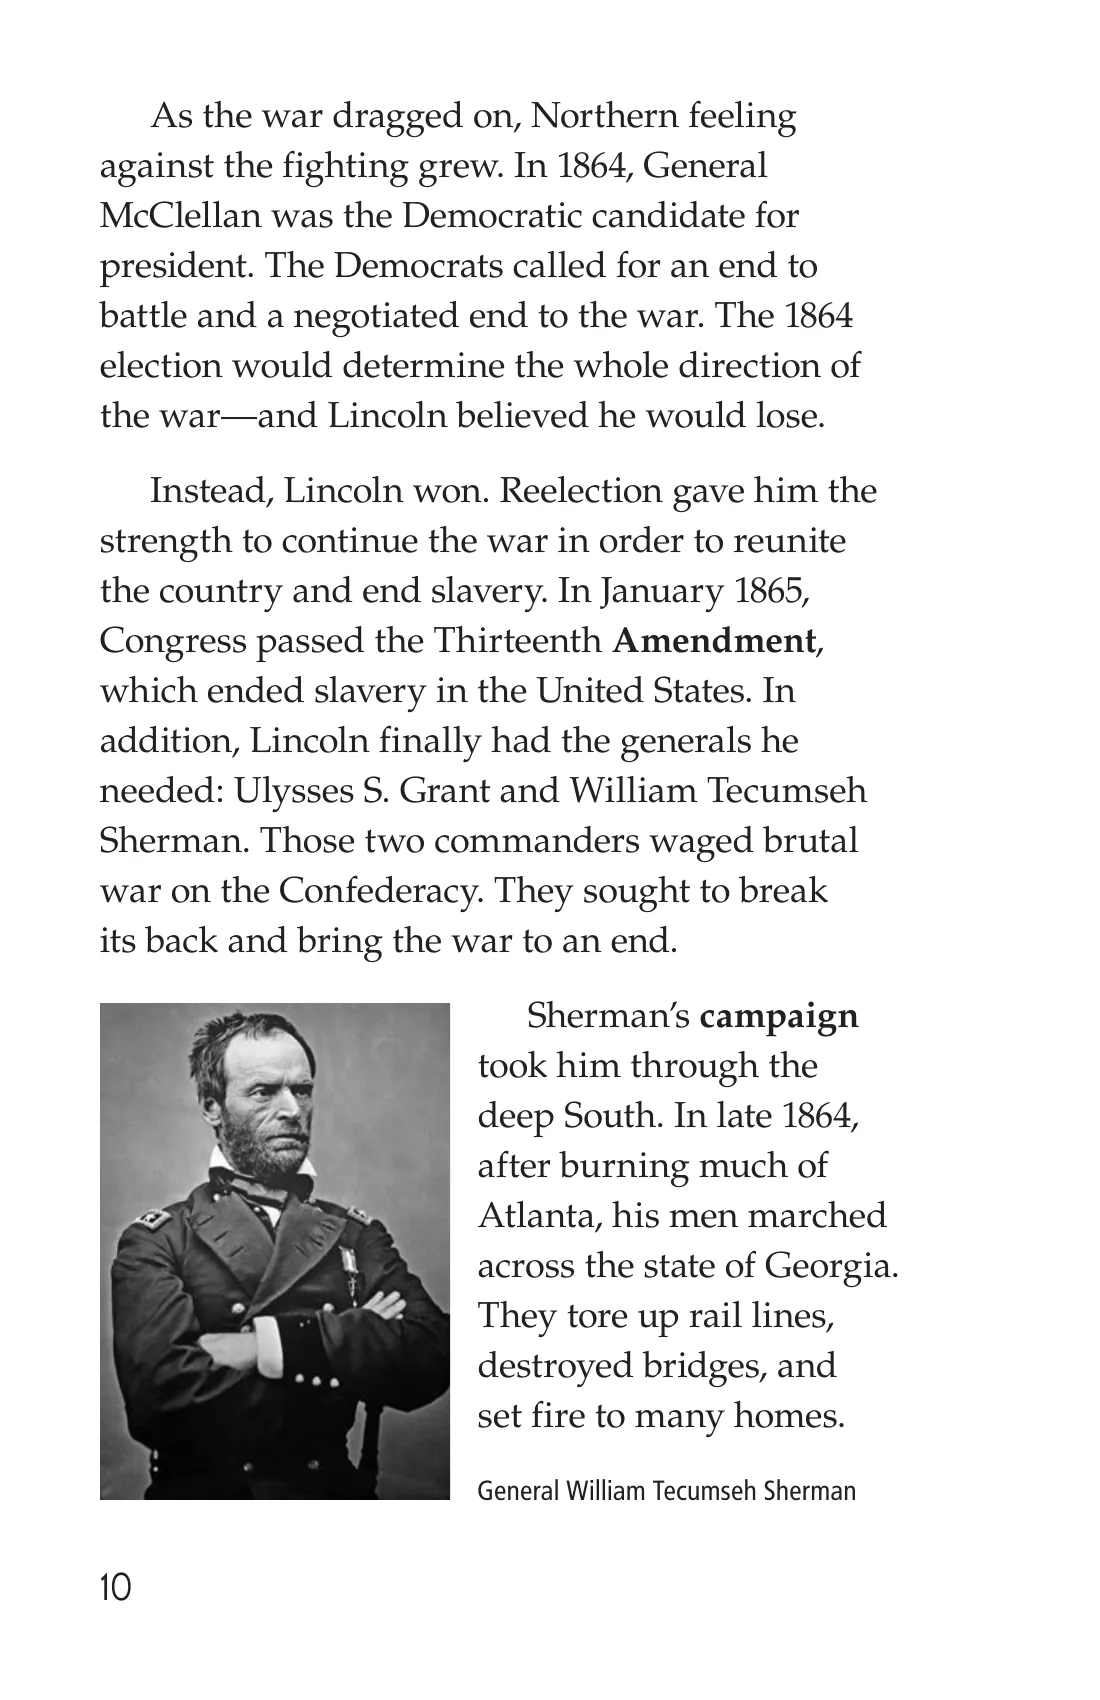 As the war dragged on, Northern feeling
against the fighting grew. In 1864, General
McClellan was the Democratic candidate for
president. The Democrats called for an end to
battle and a negotiated end to the war. The 1864
election would determine the whole direction of
the war—and Lincoln believed he would lose.
Instead, Lincoln won. Reelection gave him the
strength to continue the war in order to reunite
the country and end slavery. In January 1865,
Congress passed the Thirteenth Amendment,
which ended slavery in the United States. In
addition, Lincoln finally had the generals he
needed: Ulysses S. Grant and William Tecumseh
Sherman. Those two commanders waged brutal
war on the Confederacy. They sought to break
its back and bring the war to an end.
Sherman’s campaign
took him through the
deep South. In late 1864,
after burning much of
Atlanta, his men marched
across the state of Georgia.
They tore up rail lines,
destroyed bridges, and
set fire to many homes.
General William Tecumseh Sherman
10